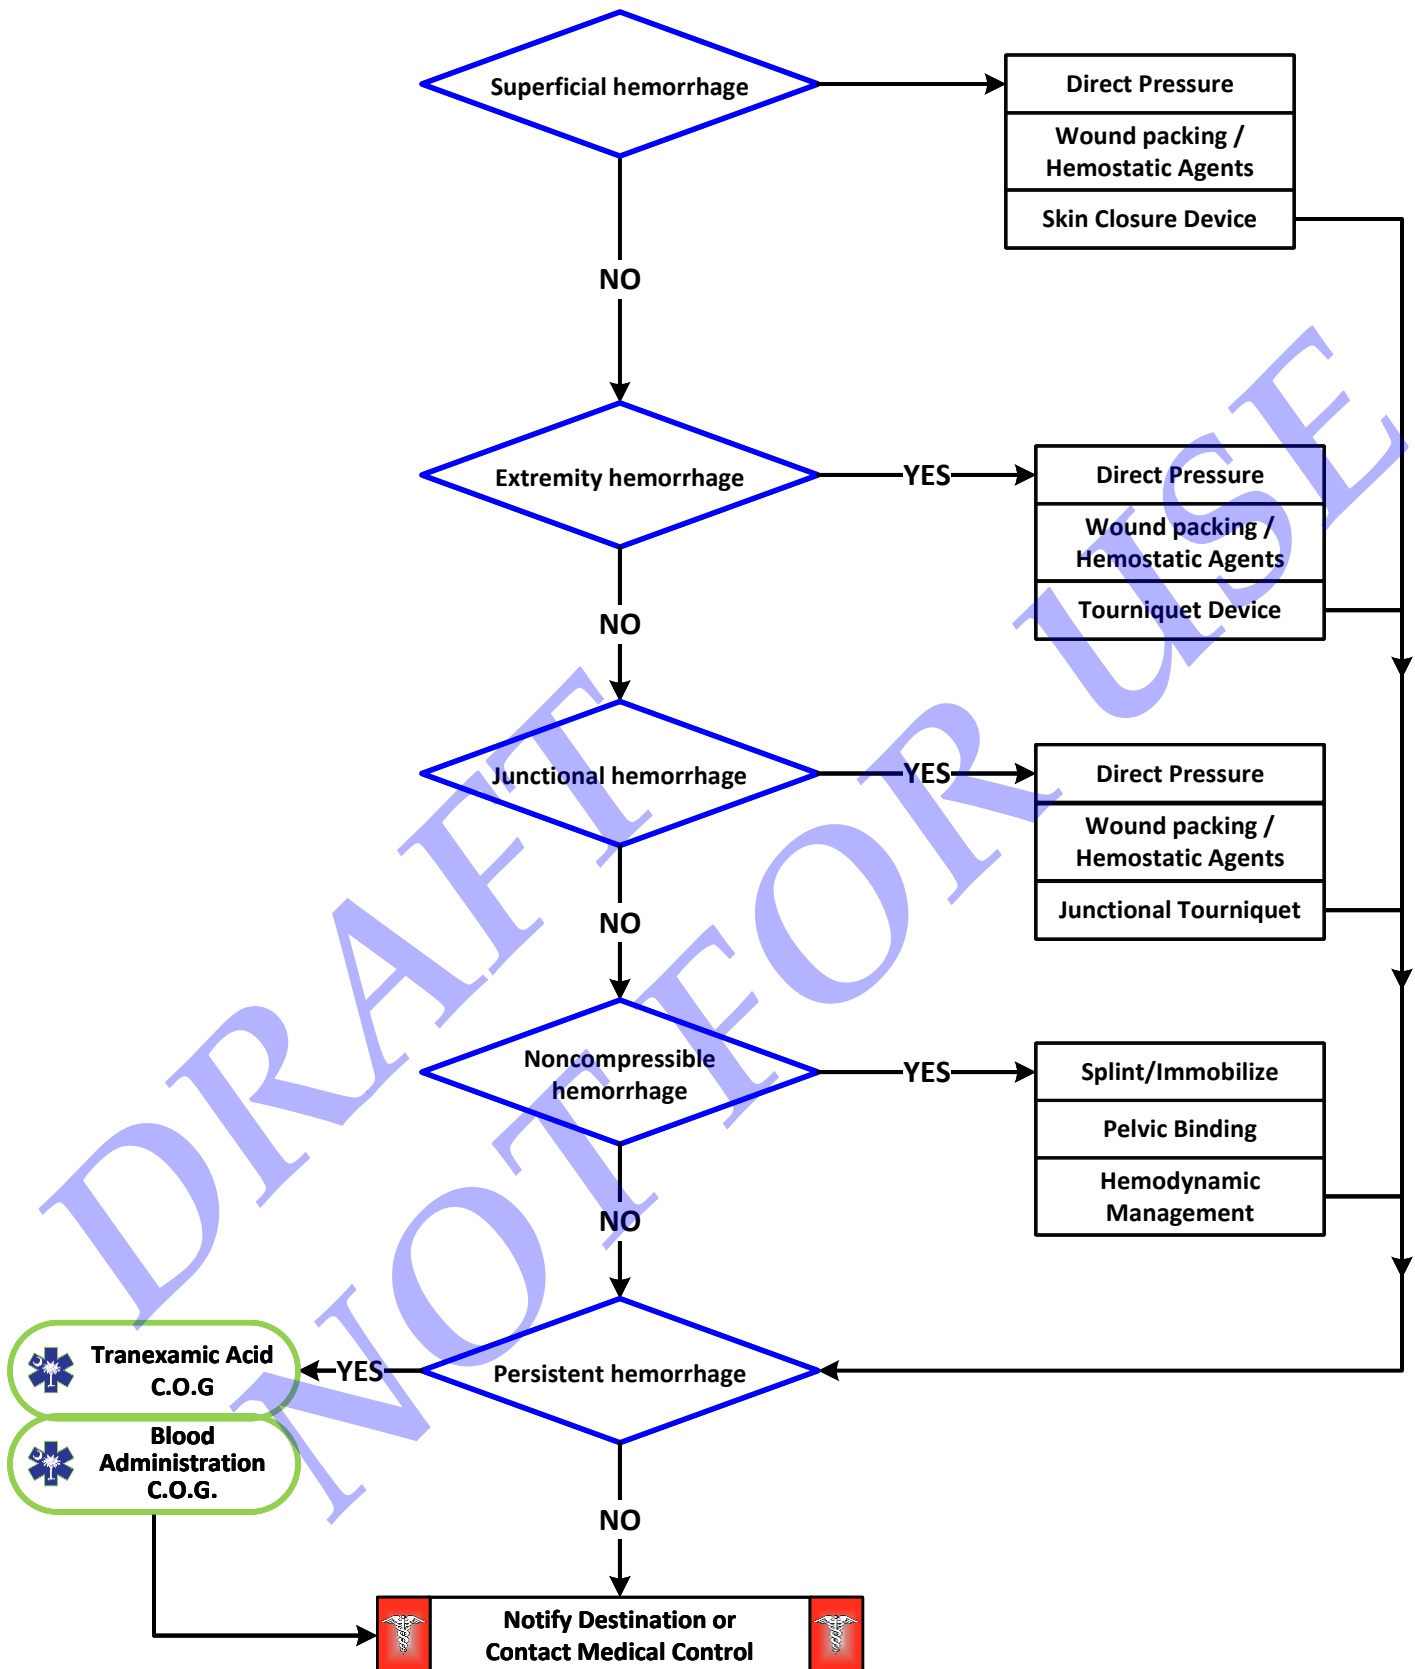 Superficial hemorrhage
Direct Pressure
Wound packing /
Hemostatic Agents
Skin Closure Device
NO
Extremity hemorrhage
YES
Direct Pressure
Wound packing /
Hemostatic Agents
Tourniquet Device
NO
Junctional hemorrhage
YES
Direct Pressure
Wound packing /
Hemostatic Agents
Junctional Tourniquet
NO
Noncompressible
hemorrhage
YES
Splint/Immobilize
Pelvic Binding
Hemodynamic
Management
NO
Persistent hemorrhage
YES
Tranexamic Acid
C.O.G
Blood
Administration
C.O.G.
NO
Notify Destination or
Contact Medical Control
DRAFT
NOT FOR USE